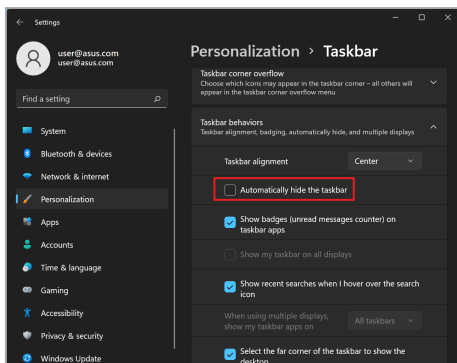 Settings
user@asus.com
user@asus.com
Personalization > Taskbar
Taskbar corner overflow
Choose which icons may appear in the taskbar corner – all others will
appear in the taskbar corner overflow menu
Find a setting
Taskbar behaviors
Taskbar alignment, badging, automatically hide, and multiple displays
System
Bluetooth & devices
Network & internet
Personalization
Apps
Accounts
Time & language
Gaming
Accessibility
Privacy & security
Windows Update
Taskbar alignment
Center
Automatically hide the taskbar
Show badges (unread messages counter) on
taskbar apps
Show my taskbar on all displays
Show recent searches when I hover over the search
icon
When using multiple displays,
show my taskbar apps on
All taskbars
Select the far corner of the taskbar to show the
desktop